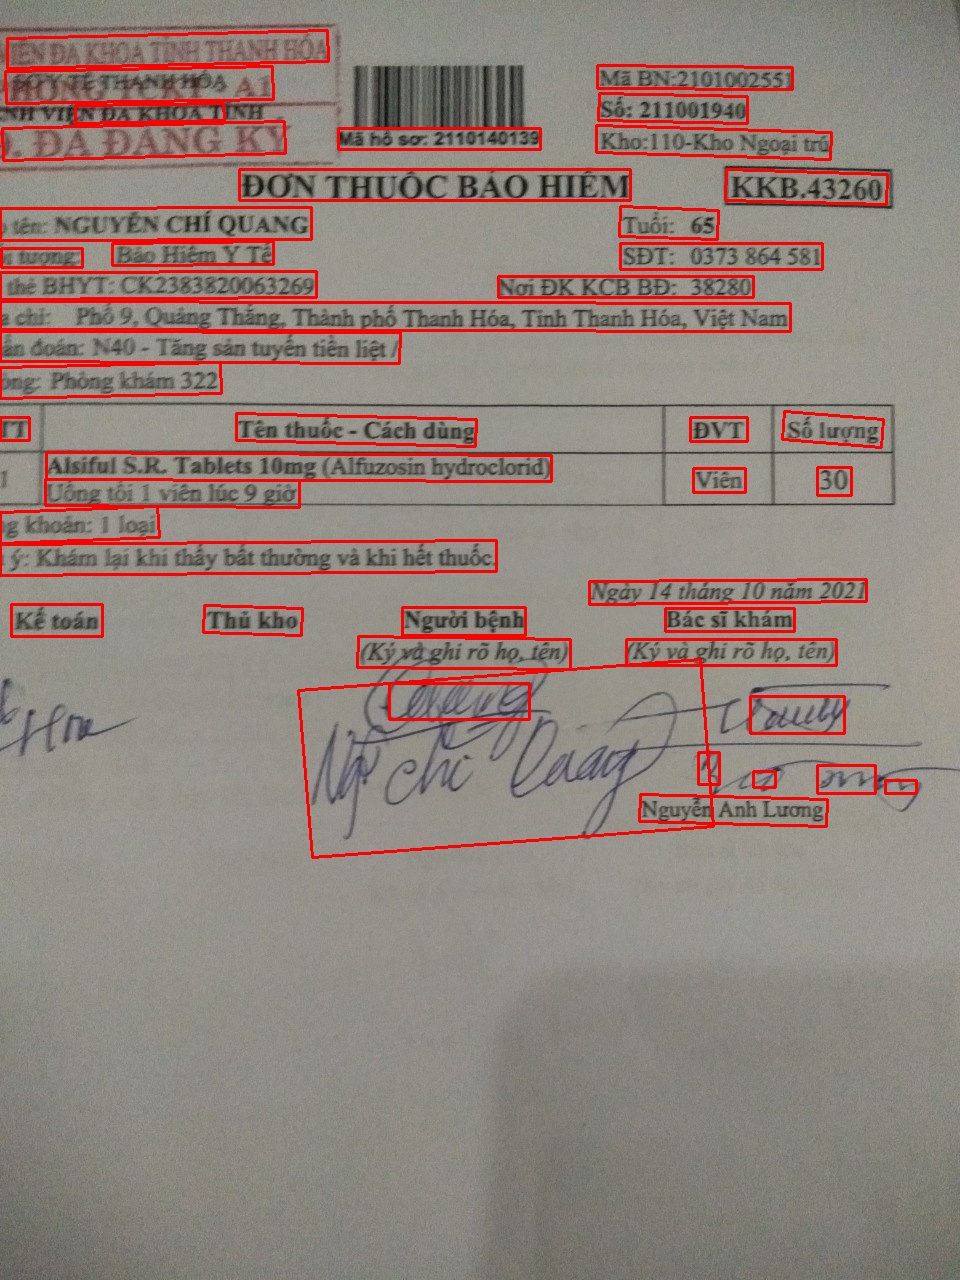 IỆN ĐA KHOA TỈNH THANH HÓA
SỞ Y TẾ THANH HÓA
A1
NH VIỆN ĐA KHOA TỈNH
ĐA ĐĂNG KÝ
Mã hồ sơ: 2110140139
Mã BN:2101002551
Số: 211001940
Kho:110-Kho Ngoại trú
ĐƠN THUỐC BẢO HIỂM
KKB.43260
tên: NGUYỄN CHÍ QUANG Tuổi: 65
i tượng: Bảo Hiểm Y Tế SĐT: 0373 864 581
thẻ BHYT: CK2383820063269 Nơi ĐK KCB BĐ: 38280
a chỉ: Phố 9, Quảng Thắng, Thành phố Thanh Hóa, Tỉnh Thanh Hóa, Việt Nam
ẩn đoán: N40 - Tăng sản tuyến tiền liệt /
òng: Phòng khám 322
TT Tên thuốc - Cách dùng ĐVT Số lượng
1 Alsiful S.R. Tablets 10mg (Alfuzosin hydroclorid) Viên 30
Uống tối 1 viên lúc 9 giờ
g khoản: 1 loại
ý: Khám lại khi thấy bất thường và khi hết thuốc.
Ngày 14 tháng 10 năm 2021
Kế toán Thủ kho Người bệnh Bác sĩ khám
(Ký và ghi rõ họ, tên) (Ký và ghi rõ họ, tên)
chí Quang
Nguyễn Anh Lương